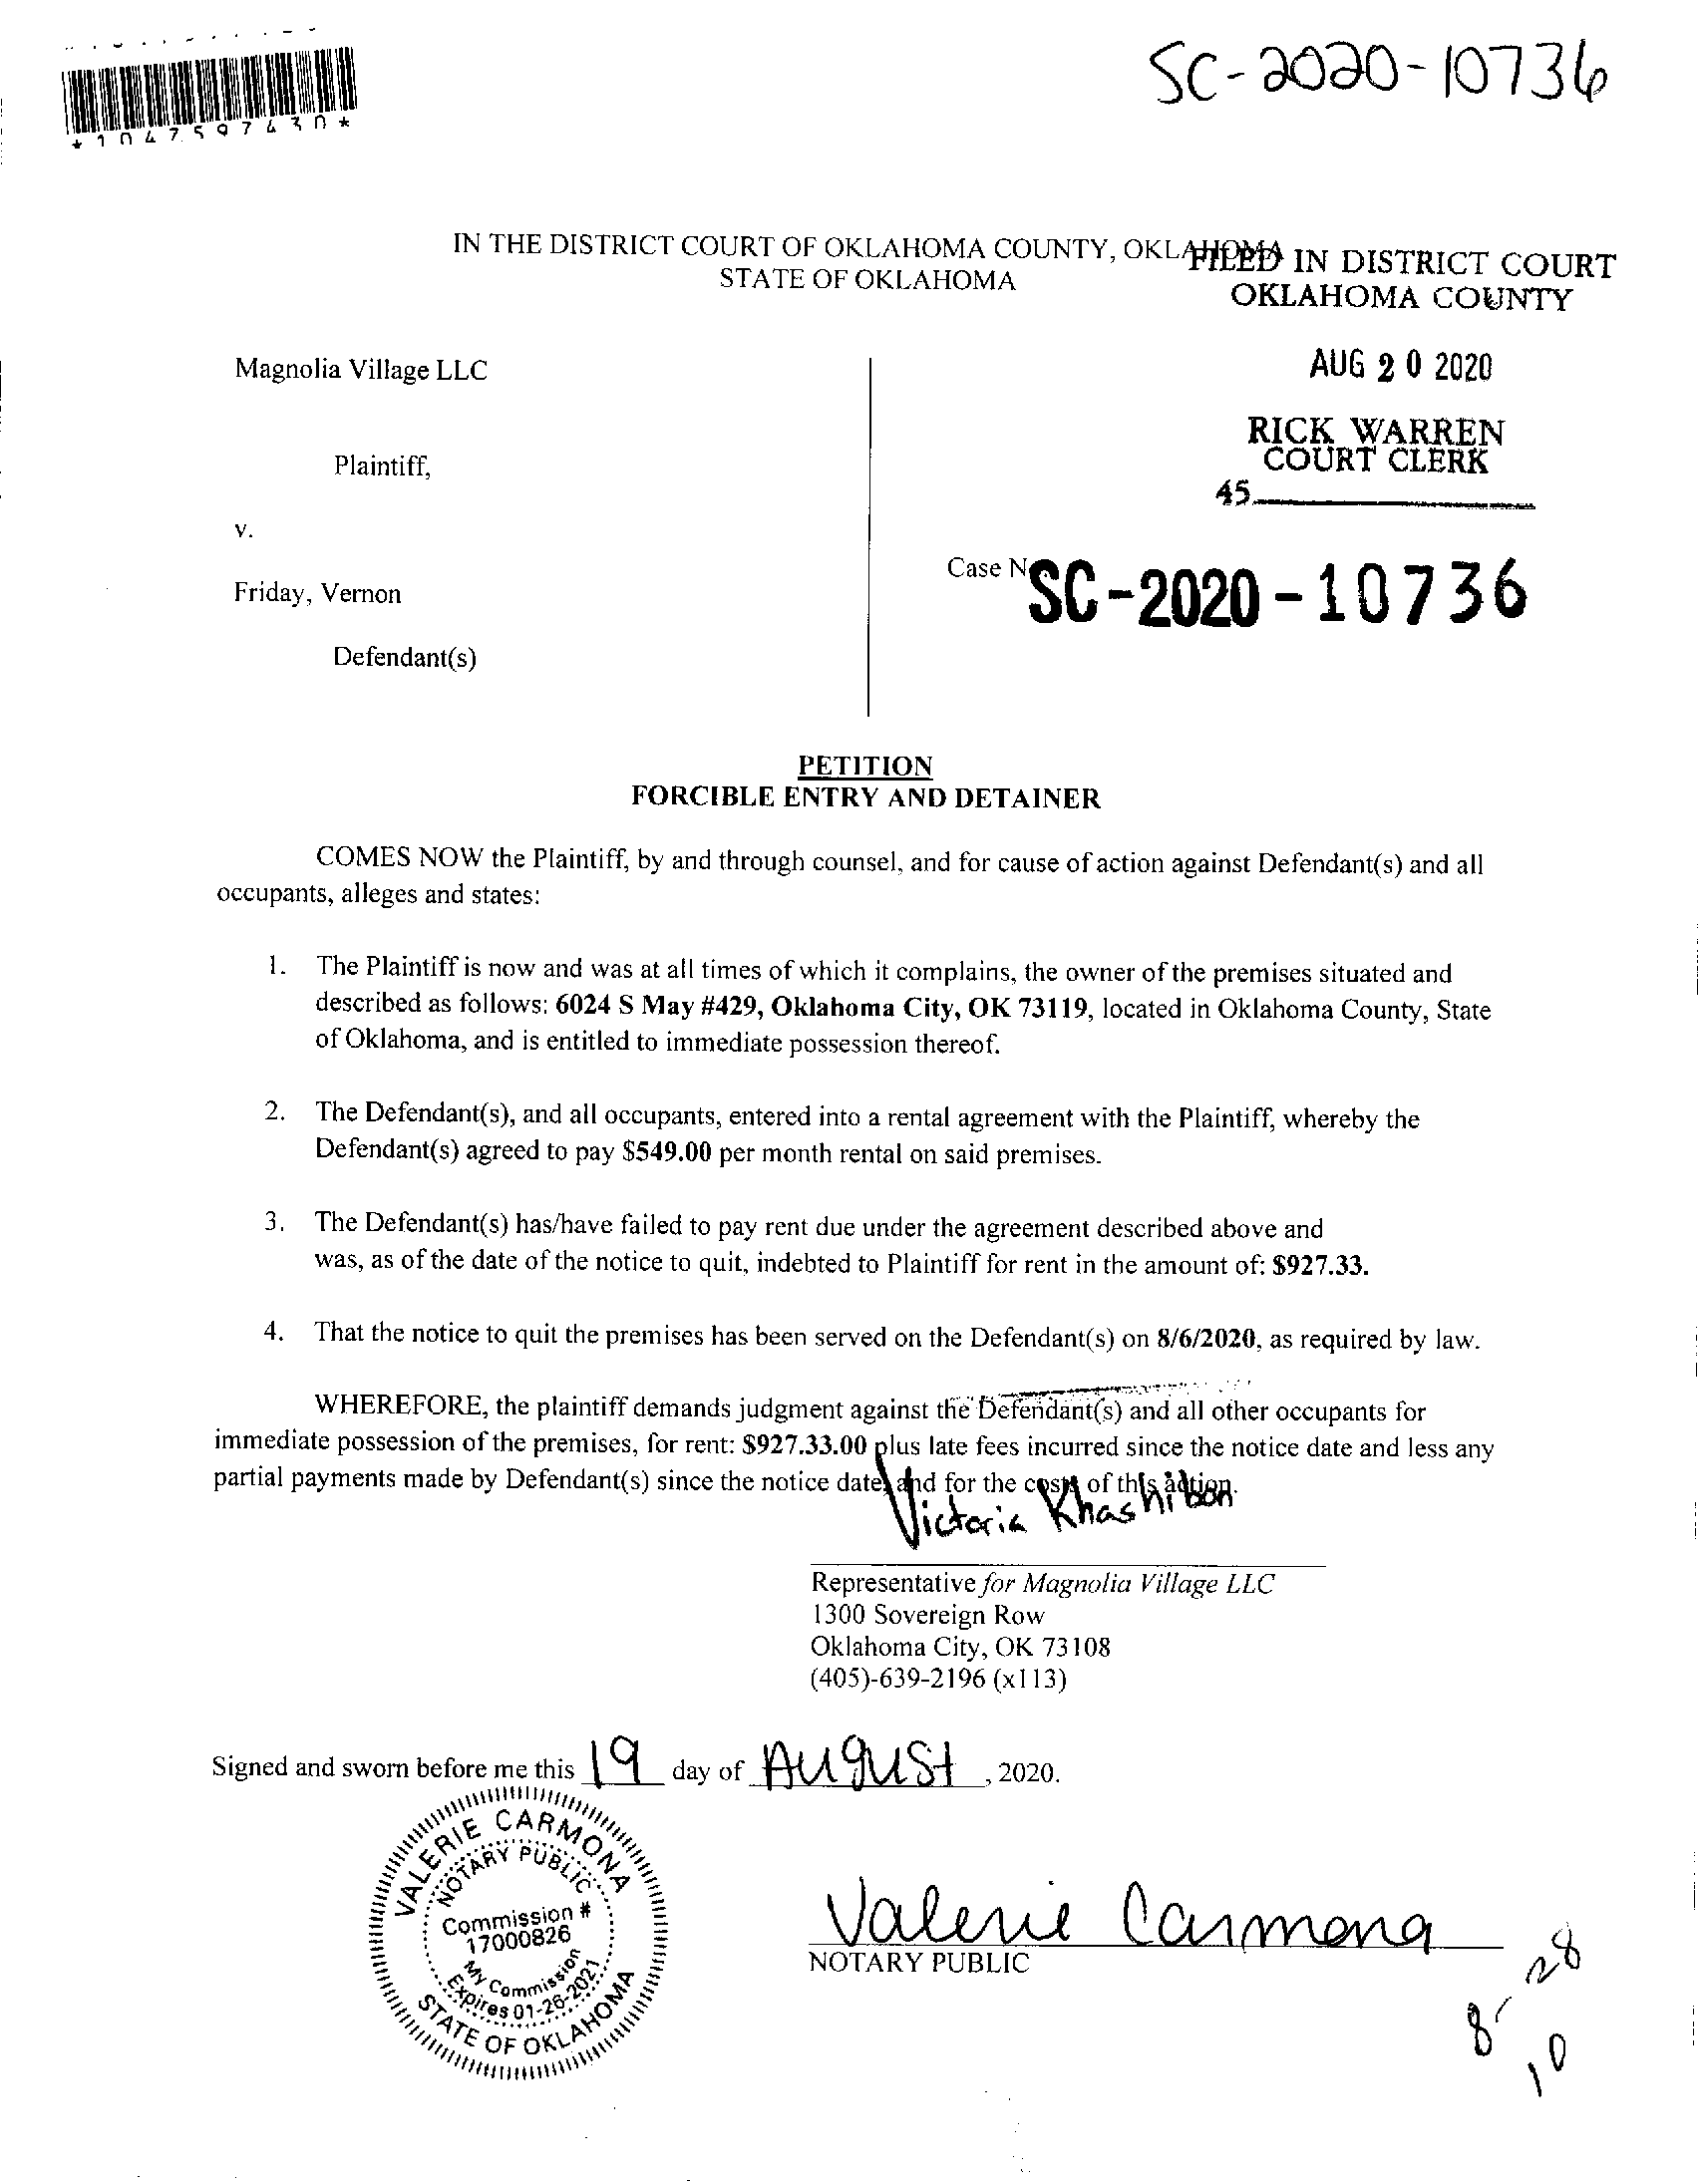 SC-2020-10736
*1047597430*
IN THE DISTRICT COURT OF OKLAHOMA COUNTY, OKLAHOMA
STATE OF OKLAHOMA
FILED IN DISTRICT COURT
OKLAHOMA COUNTY
AUG 20 2020
RICK WARREN
COURT CLERK
45
Magnolia Village LLC
Plaintiff,
v.
Friday, Vernon
Defendant(s)
Case No. SC-2020-10736
PETITION
FORCIBLE ENTRY AND DETAINER
COMES NOW the Plaintiff, by and through counsel, and for cause of action against Defendant(s) and all
occupants, alleges and states:
1. The Plaintiff is now and was at all times of which it complains, the owner of the premises situated and
described as follows: 6024 S May #429, Oklahoma City, OK 73119, located in Oklahoma County, State
of Oklahoma, and is entitled to immediate possession thereof.
2. The Defendant(s), and all occupants, entered into a rental agreement with the Plaintiff, whereby the
Defendant(s) agreed to pay $549.00 per month rental on said premises.
3. The Defendant(s) has/have failed to pay rent due under the agreement described above and
was, as of the date of the notice to quit, indebted to Plaintiff for rent in the amount of: $927.33.
4. That the notice to quit the premises has been served on the Defendant(s) on 8/6/2020, as required by law.
WHEREFORE, the plaintiff demands judgment against the Defendant(s) and all other occupants for
immediate possession of the premises, for rent: $927.33.00 plus late fees incurred since the notice date and less any
partial payments made by Defendant(s) since the notice date, and for the costs of this action.
Victoria Khashibon
Representative for Magnolia Village LLC
1300 Sovereign Row
Oklahoma City, OK 73108
(405)-639-2196 (x113)
Signed and sworn before me this 19 day of August, 2020.
VALERIE CARMONA
NOTARY PUBLIC
Commission #
17000826
My Commission
Expires 01-26-2021
STATE OF OKLAHOMA
Valerie Carmona
NOTARY PUBLIC
8-28
10